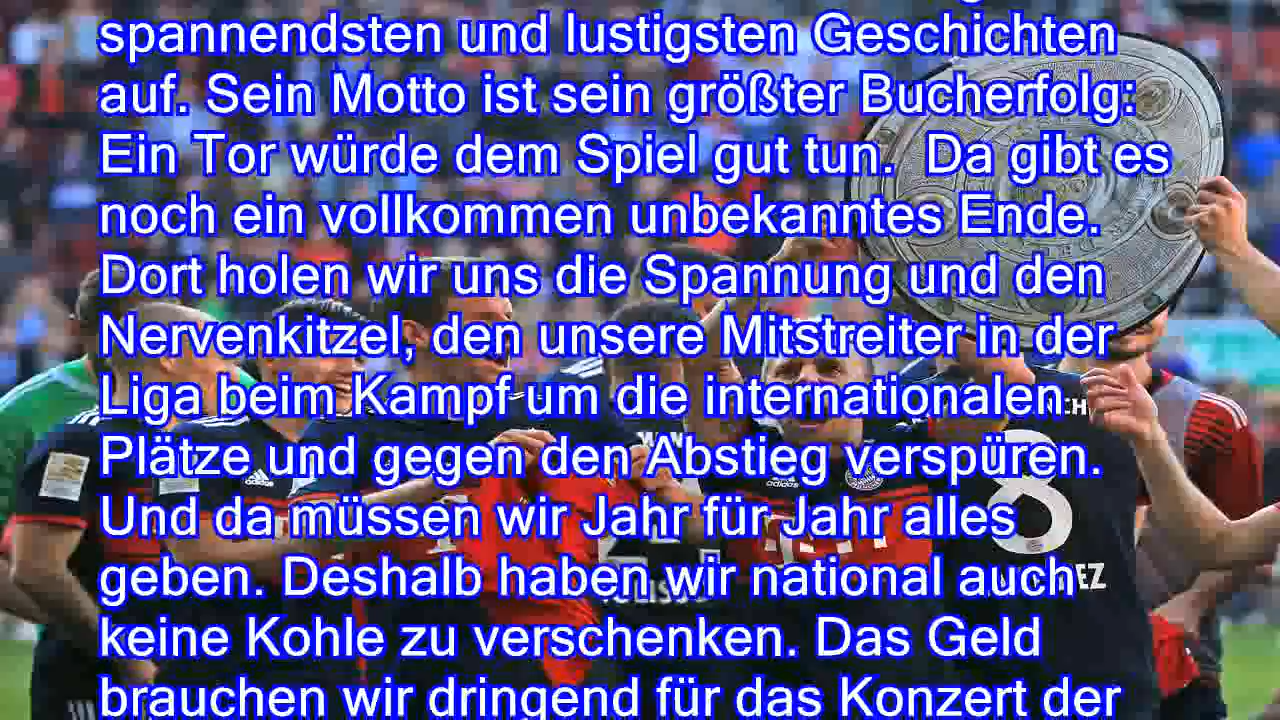 spannendsten und lustigsten Geschichten
auf. Sein Motto ist sein größter Bucherfolg:
Ein Tor würde dem Spiel gut tun. Da gibt es
noch ein vollkommen unbekanntes Ende.
Dort holen wir uns die Spannung und den
Nervenkitzel, den unsere Mitstreiter in der
Liga beim Kampf um die internationalen
Plätze und gegen den Abstieg verspüren.
Und da müssen wir Jahr für Jahr alles
geben. Deshalb haben wir national auch
keine Kohle zu verschenken. Das Geld
brauchen wir dringend für das Konzert der
adidas
adidas
8